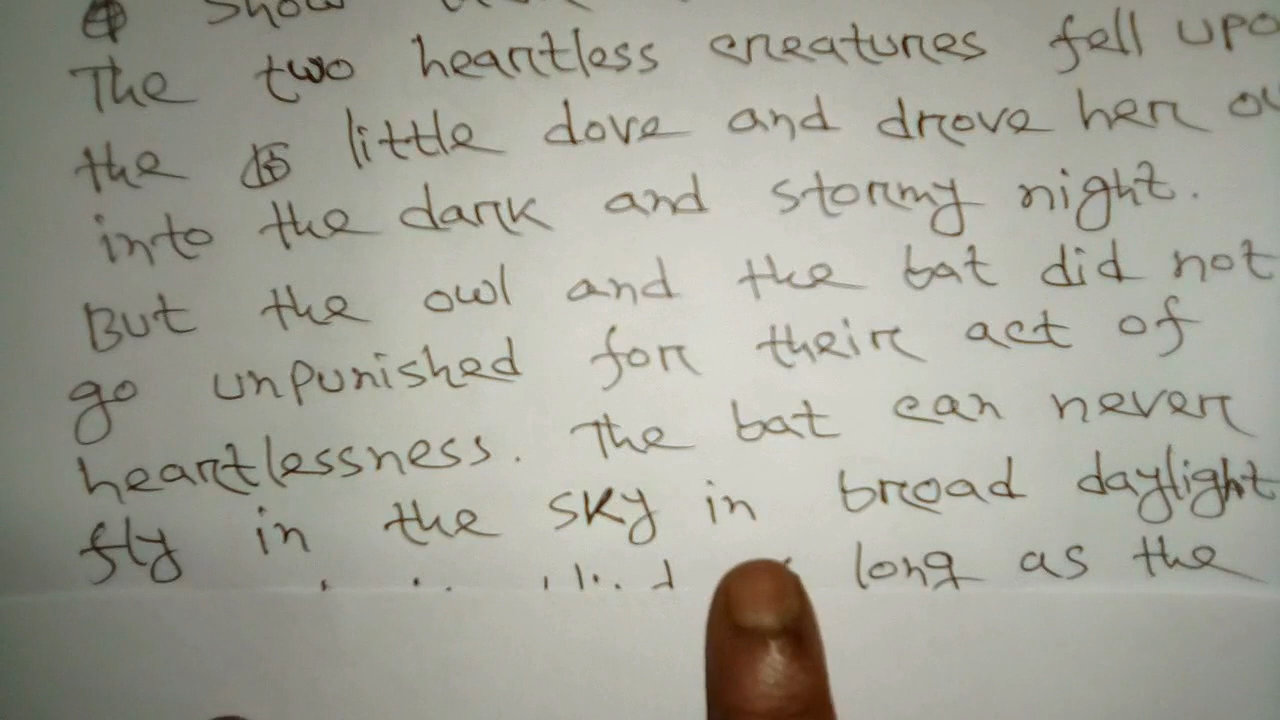 Show
The two heartless creatures fell upo
the little dove and drove her ou
into the dark and stormy night.
But the owl and the bat did not
go unpunished for their act of
heartlessness. The bat can never
fly in the sky in broad daylight
long as the